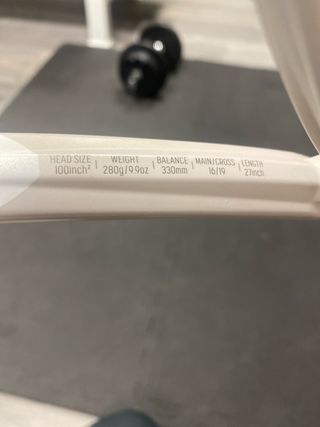 HEAD SIZE | WEIGHT | BALANCE | MAIN/CROSS | LENGTH
100inch² | 280g/9.9oz | 330mm | 16/19 | 27inch